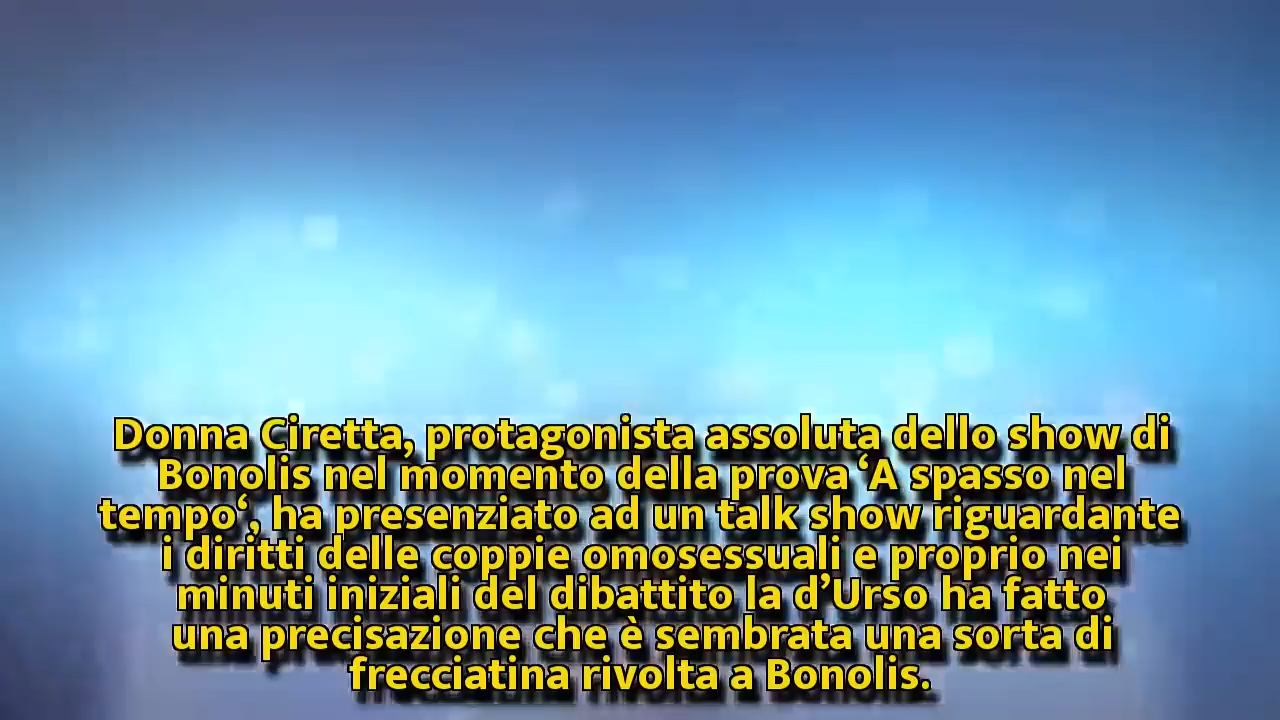 Donna Ciretta, protagonista assoluta dello show di
Bonolis nel momento della prova ‘A spasso nel
tempo‘, ha presenziato ad un talk show riguardante
i diritti delle coppie omosessuali e proprio nei
minuti iniziali del dibattito la d’Urso ha fatto
una precisazione che è sembrata una sorta di
frecciatina rivolta a Bonolis.